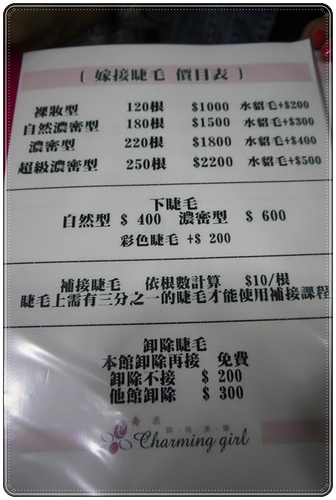 ( 嫁接睫毛 價目表 )
裸妝型 120根 $1000 水貂毛+$200
自然濃密型 180根 $1500 水貂毛+$300
濃密型 220根 $1800 水貂毛+$400
超級濃密型 250根 $2200 水貂毛+$500
下睫毛
自然型 $ 400 濃密型 $ 600
彩色睫毛 +$ 200
補接睫毛 依根數計算 $10/根
睫毛上需有三分之一的睫毛才能使用補接課程
卸除睫毛
本館卸除再接 免費
卸除不接 $ 200
他館卸除 $ 300
Charming girl